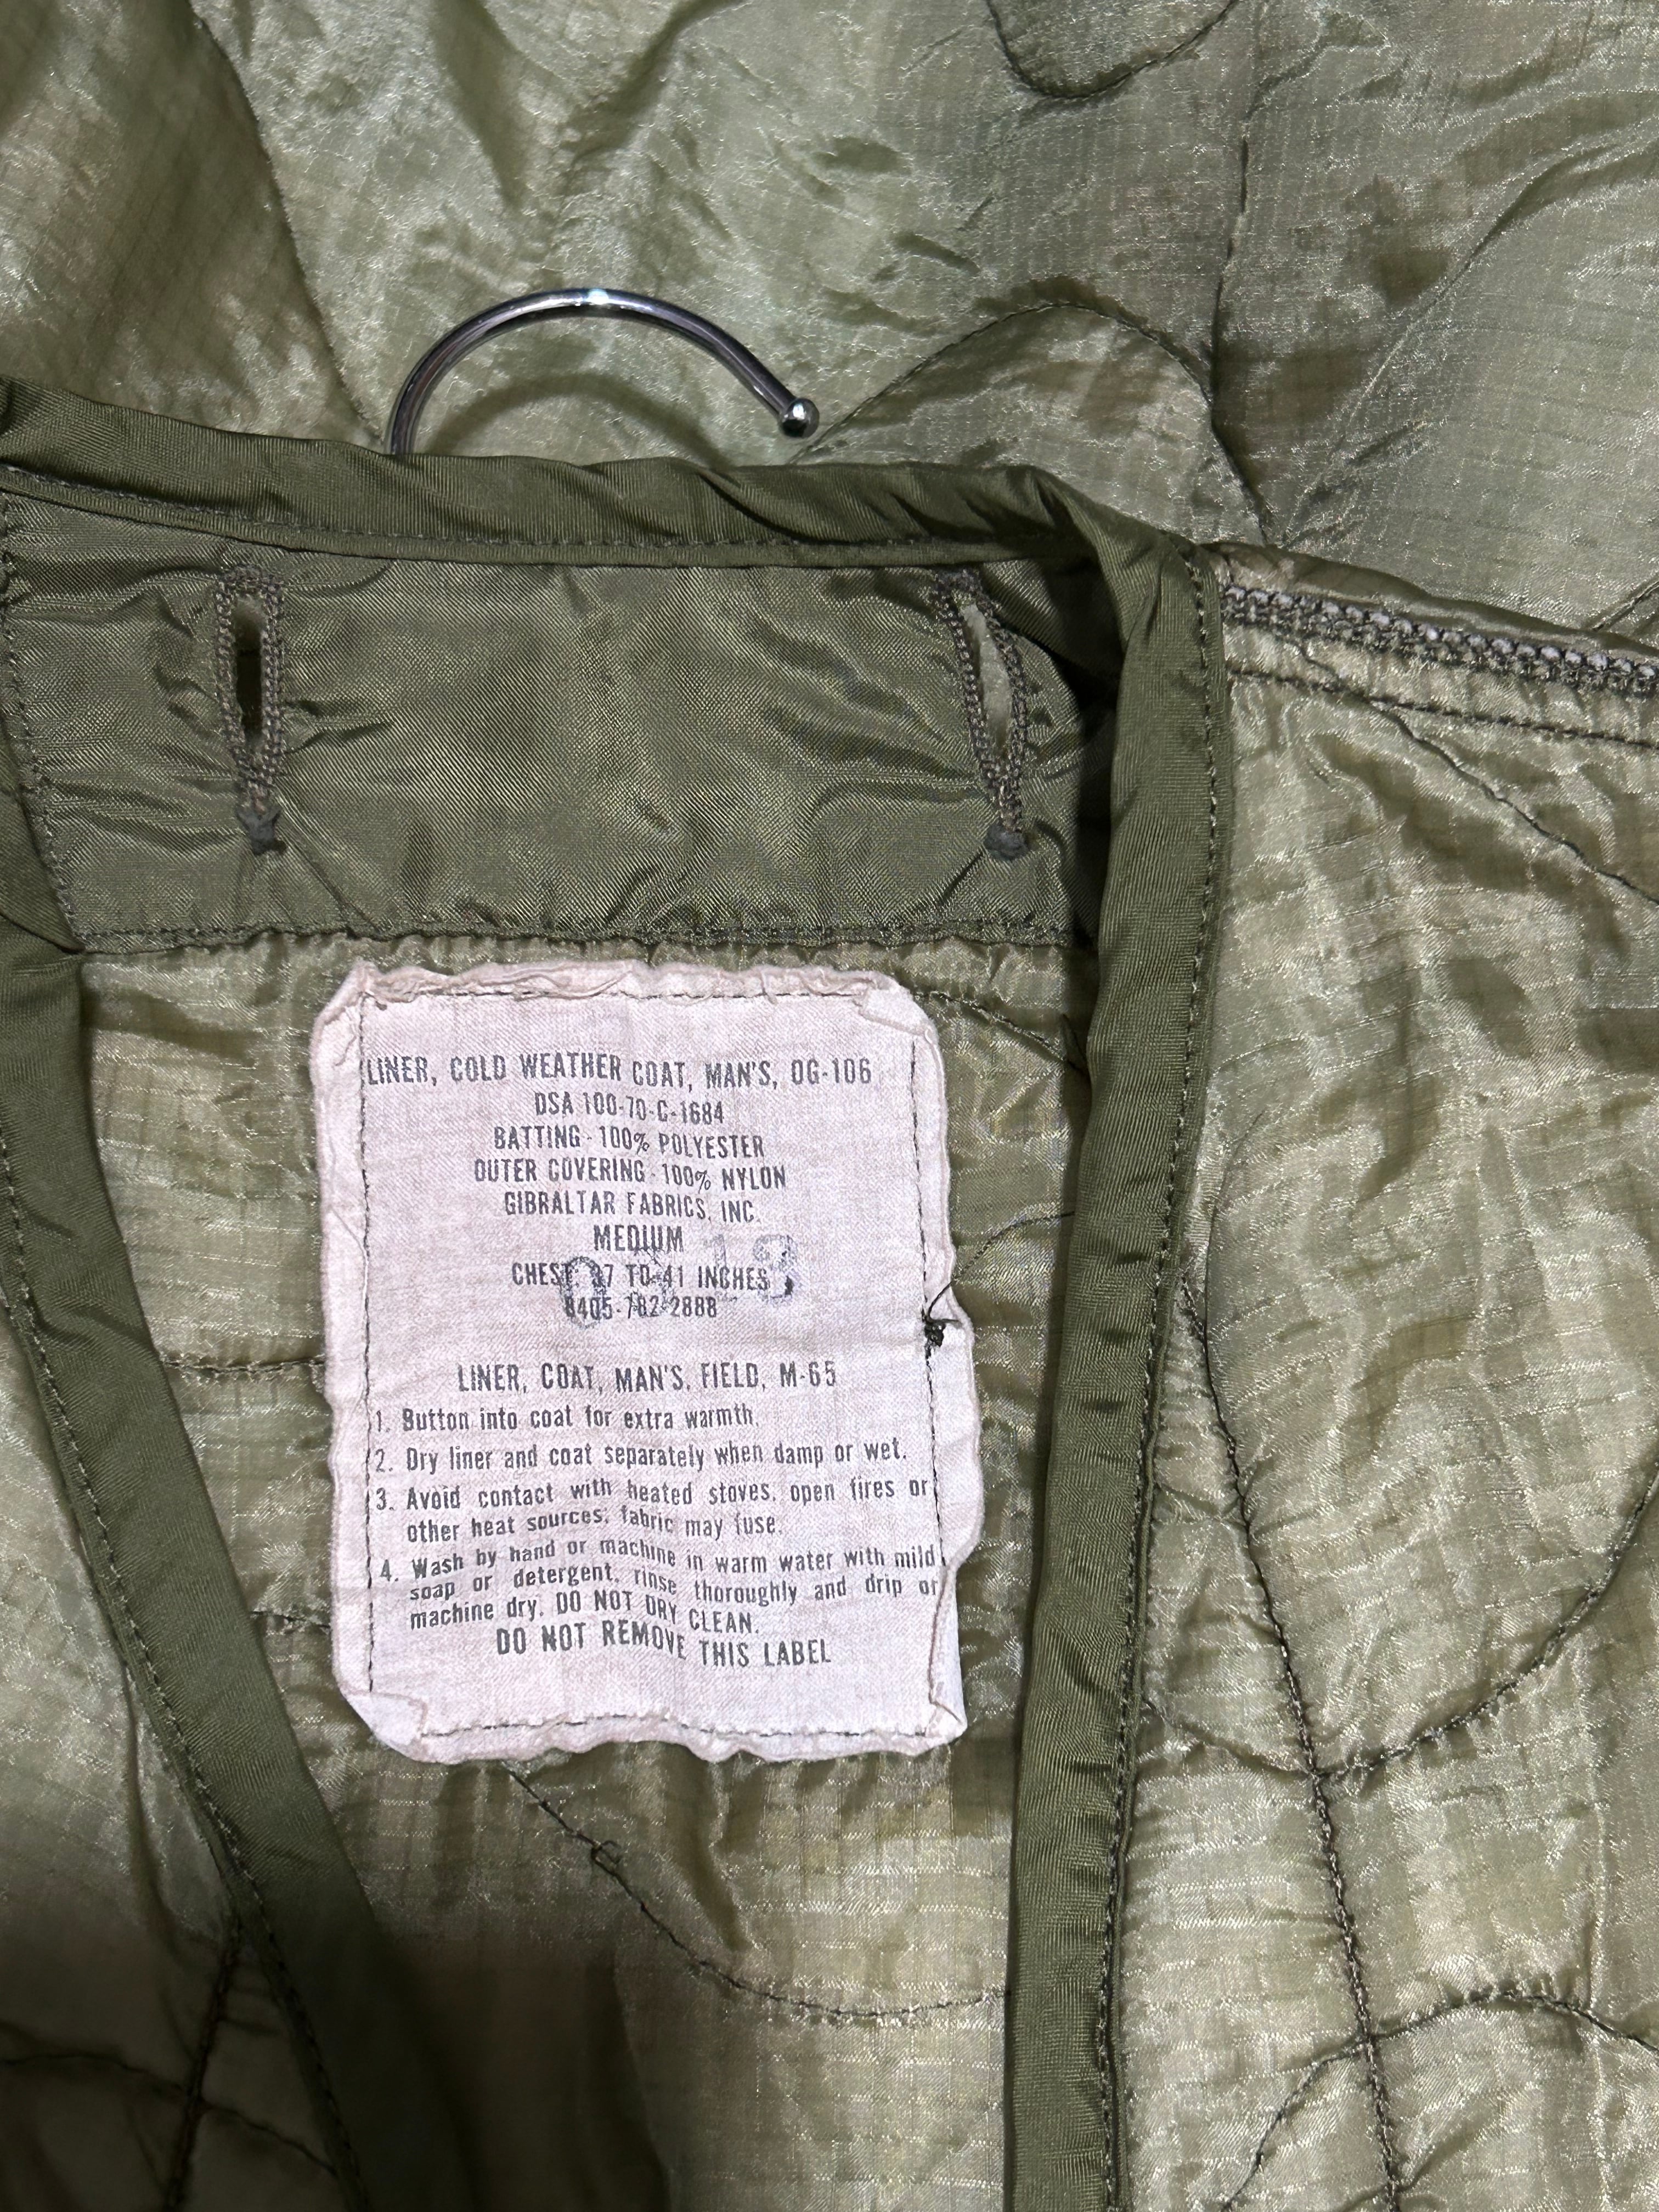 LINER, COLD WEATHER COAT, MAN'S, OG-106
DSA 100-70-C-1684
BATTING - 100% POLYESTER
OUTER COVERING - 100% NYLON
GIBRALTAR FABRICS, INC.
MEDIUM
CHEST: 37 TO 41 INCHES
8405-782-2888
LINER, COAT, MAN'S, FIELD, M-65
1. Button into coat for extra warmth.
2. Dry liner and coat separately when damp or wet.
3. Avoid contact with heated stoves, open fires or
other heat sources; fabric may fuse.
4. Wash by hand or machine in warm water with mild
soap or detergent, rinse thoroughly and drip or
machine dry. DO NOT DRY CLEAN.
DO NOT REMOVE THIS LABEL